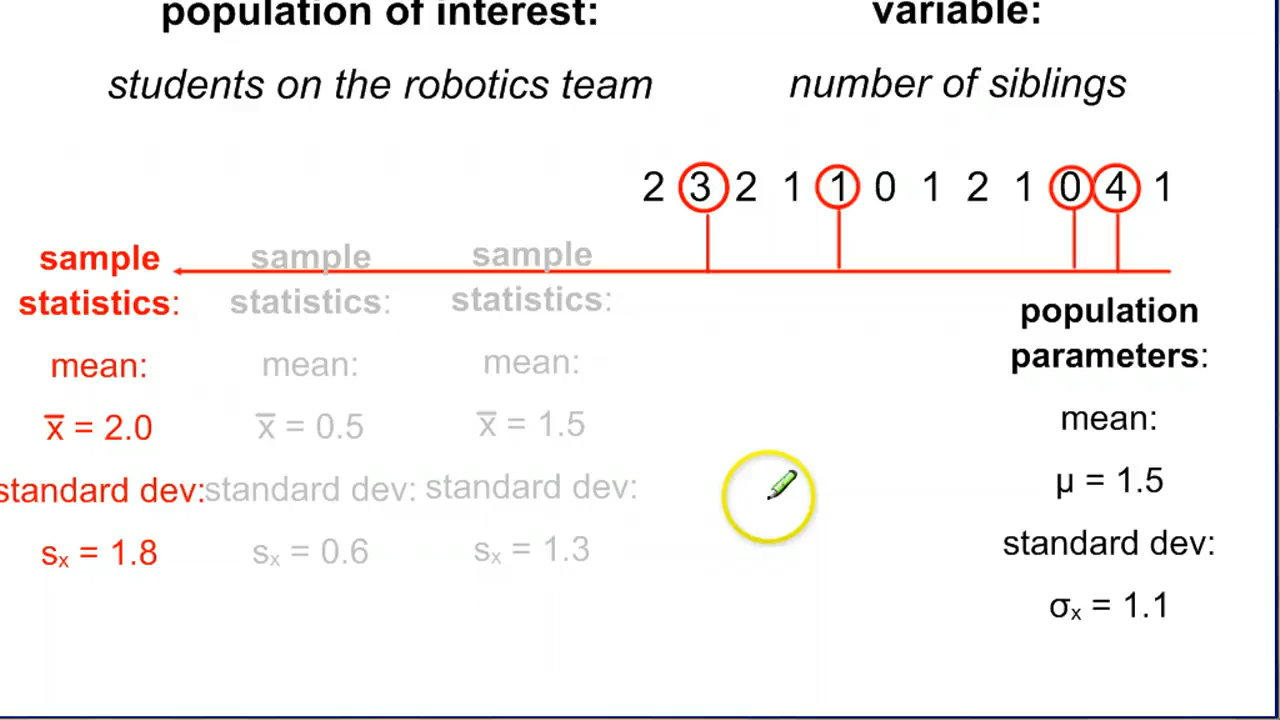 population of interest:
variable:
students on the robotics team
number of siblings
2 3 2 1 1 0 1 2 1 0 4 1
sample
statistics:
mean:
x̅ = 2.0
standard dev:
sₓ = 1.8
sample
statistics:
mean:
x̅ = 0.5
standard dev:
sₓ = 0.6
sample
statistics:
mean:
x̅ = 1.5
standard dev:
sₓ = 1.3
population
parameters:
mean:
μ = 1.5
standard dev:
σₓ = 1.1